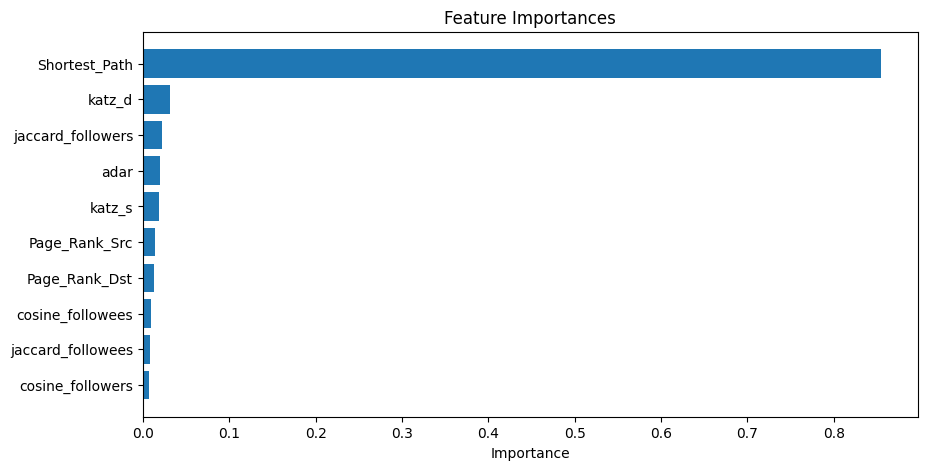 Feature Importances
Shortest_Path
katz_d
jaccard_followers
adar
katz_s
Page_Rank_Src
Page_Rank_Dst
cosine_followees
jaccard_followees
cosine_followers
0.0 0.1 0.2 0.3 0.4 0.5 0.6 0.7 0.8
Importance